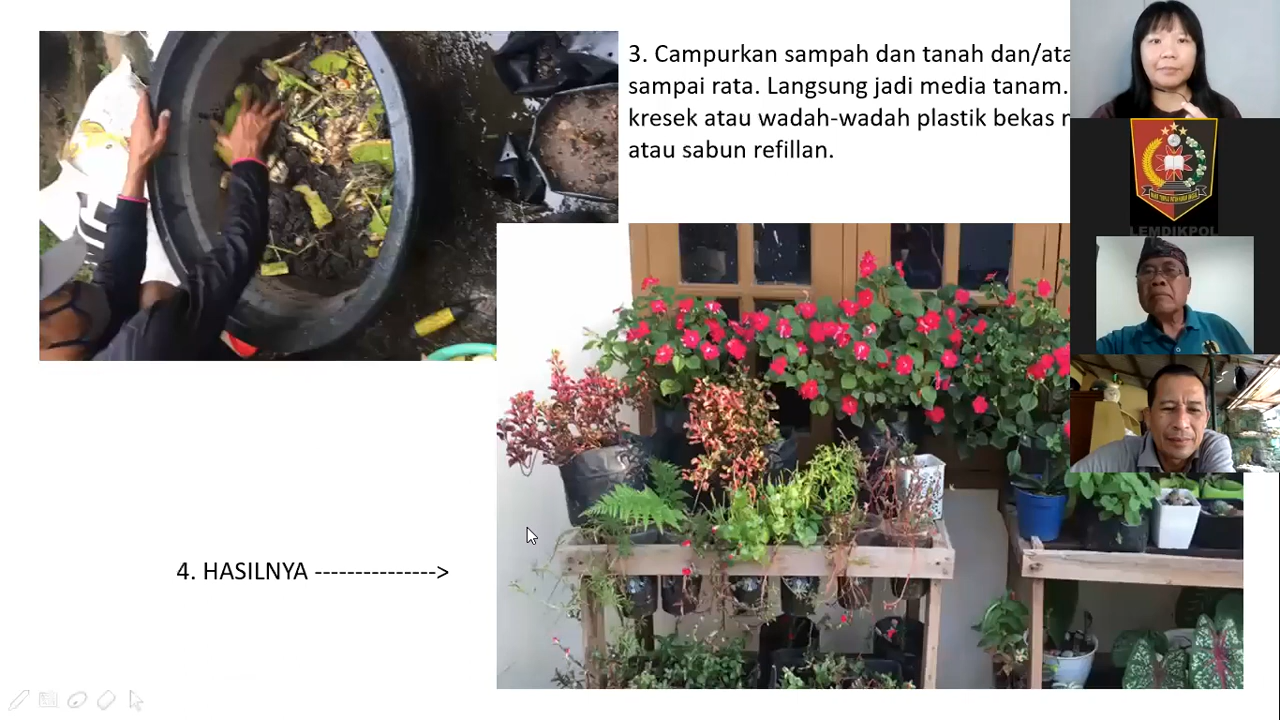 3. Campurkan sampah dan tanah dan/ata
sampai rata. Langsung jadi media tanam.
kresek atau wadah-wadah plastik bekas
atau sabun refillan.
LEMDIKPOL
4. HASILNYA --------------->